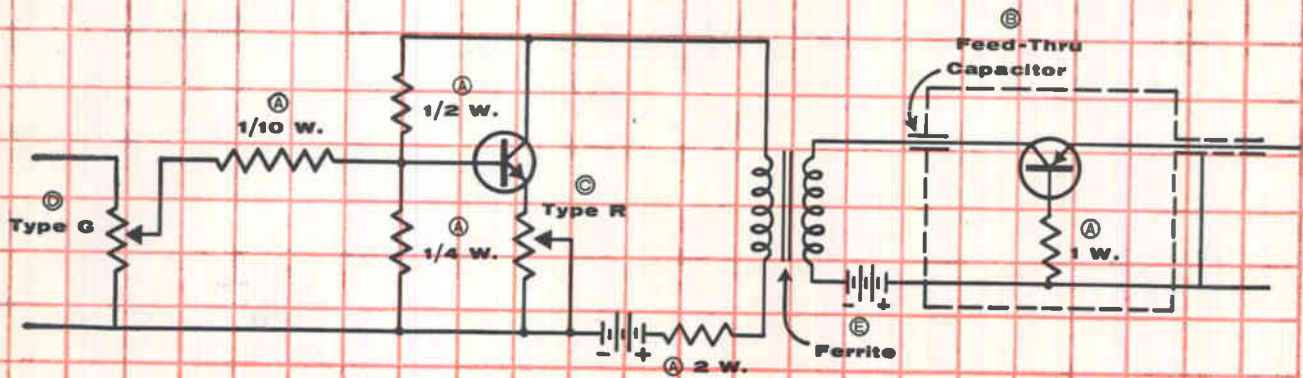 Ⓑ
Feed-Thru
Capacitor
Ⓐ
1/2 W.
Ⓐ
1/10 W.
Ⓒ
Type R
Ⓓ
Type G
Ⓐ
1/4 W.
Ⓐ
1 W.
- +
- +
Ⓔ
Ferrite
Ⓐ 2 W.